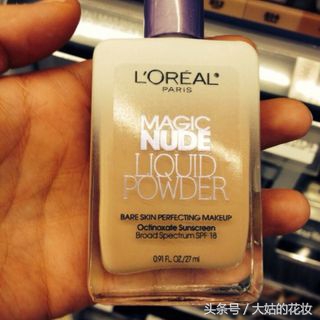 L'ORÉAL
PARIS
MAGIC
NUDE
LIQUID
POWDER
BARE SKIN PERFECTING MAKEUP
Octinoxate Sunscreen
Broad Spectrum SPF 18
0.91 FL. OZ/27 ml
头条号 / 大姑的花妆